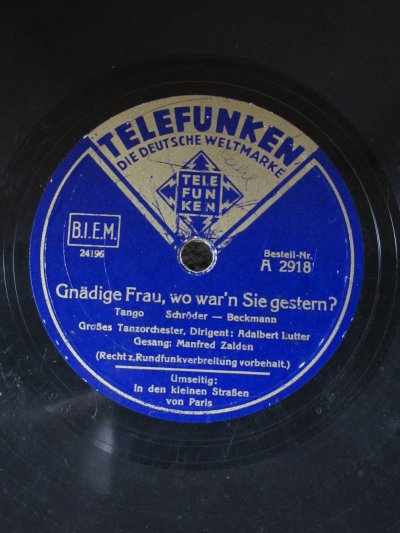 TELEFUNKEN
DIE DEUTSCHE WELTMARKE
TELE
FUN
KEN
B.I.E.M.
24196
Bestell-Nr.
A 2918
Gnädige Frau, wo war'n Sie gestern?
Tango Schröder — Beckmann
Großes Tanzorchester, Dirigent: Adalbert Lutter
Gesang: Manfred Zalden
(Recht z. Rundfunkverbreitung vorbehalt.)
Umseitig:
In den kleinen Straßen
von Paris